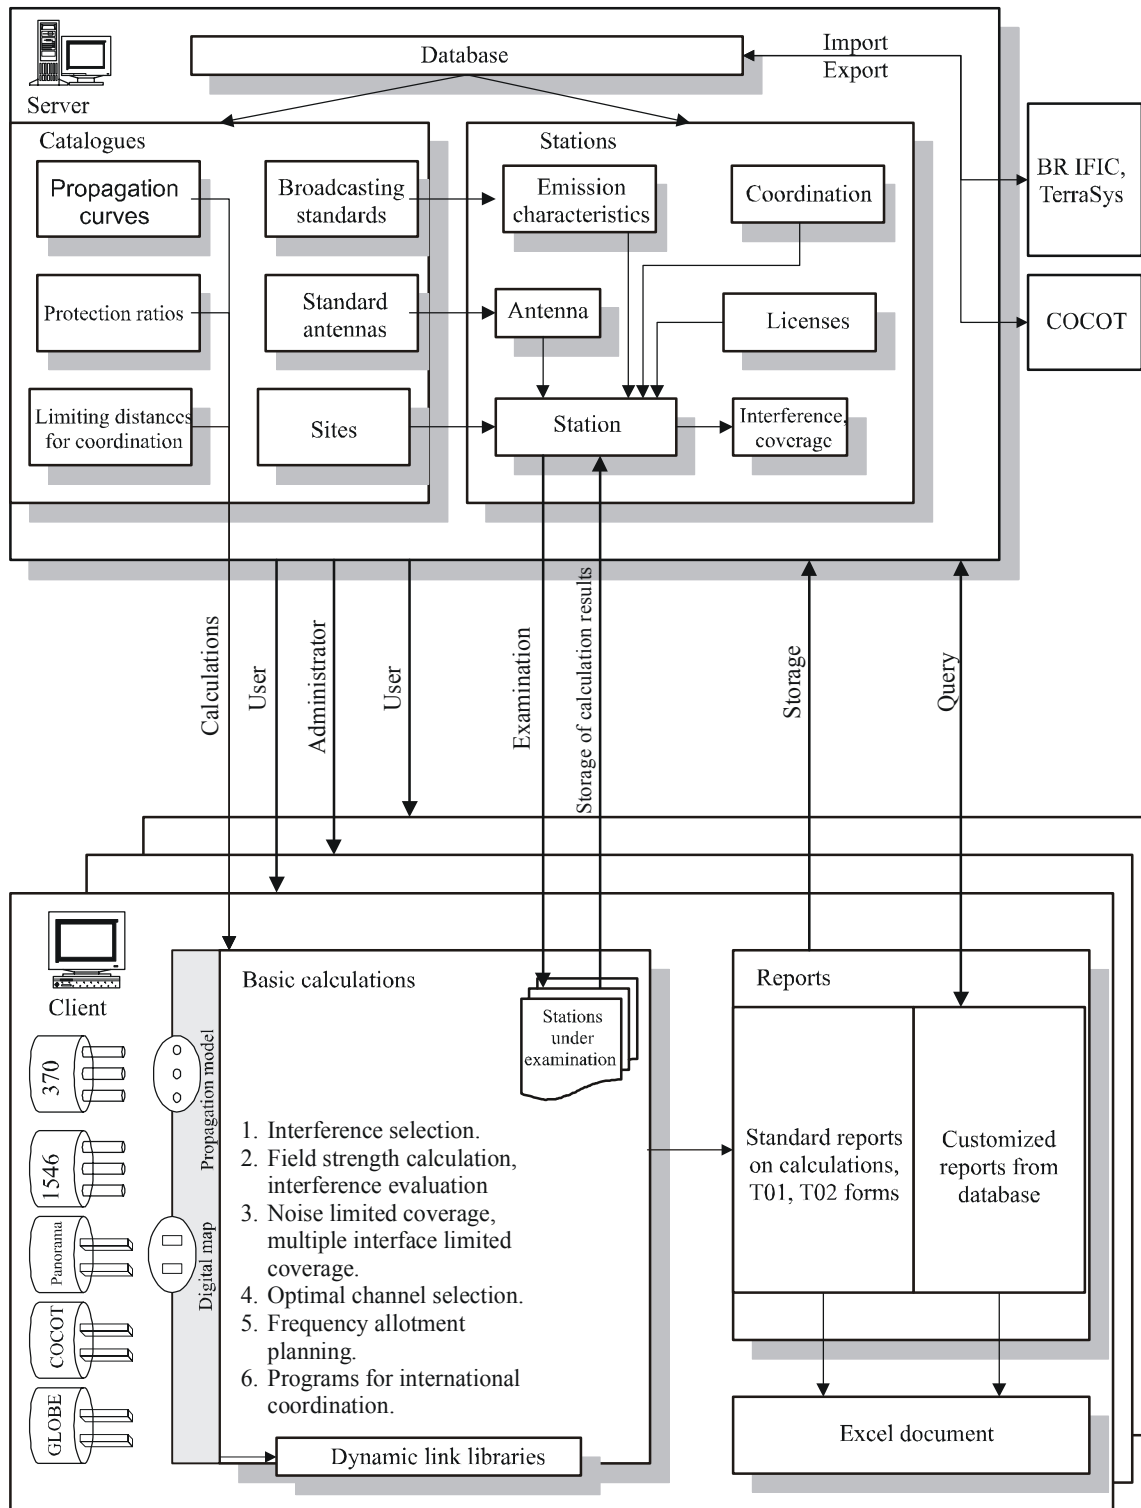 Database
Import
Export
Server
Catalogues
Stations
BR IFIC,
TerraSys
Propagation
curves
Broadcasting
standards
Emission
characteristics
Coordination
Protection ratios
Standard
antennas
Antenna
Licenses
COCOT
Limiting distances
for coordination
Sites
Station
Interference,
coverage
Calculations
User
Administrator
User
Examination
Storage of calculation results
Storage
Query
Client
Basic calculations
Stations
under
examination
Reports
370
1546
Panorama
COCOT
GLOBE
Propagation model
Digital map
1. Interference selection.
2. Field strength calculation,
interference evaluation
3. Noise limited coverage,
multiple interface limited
coverage.
4. Optimal channel selection.
5. Frequency allotment
planning.
6. Programs for international
coordination.
Dynamic link libraries
Standard reports
on calculations,
T01, T02 forms
Customized
reports from
database
Excel document